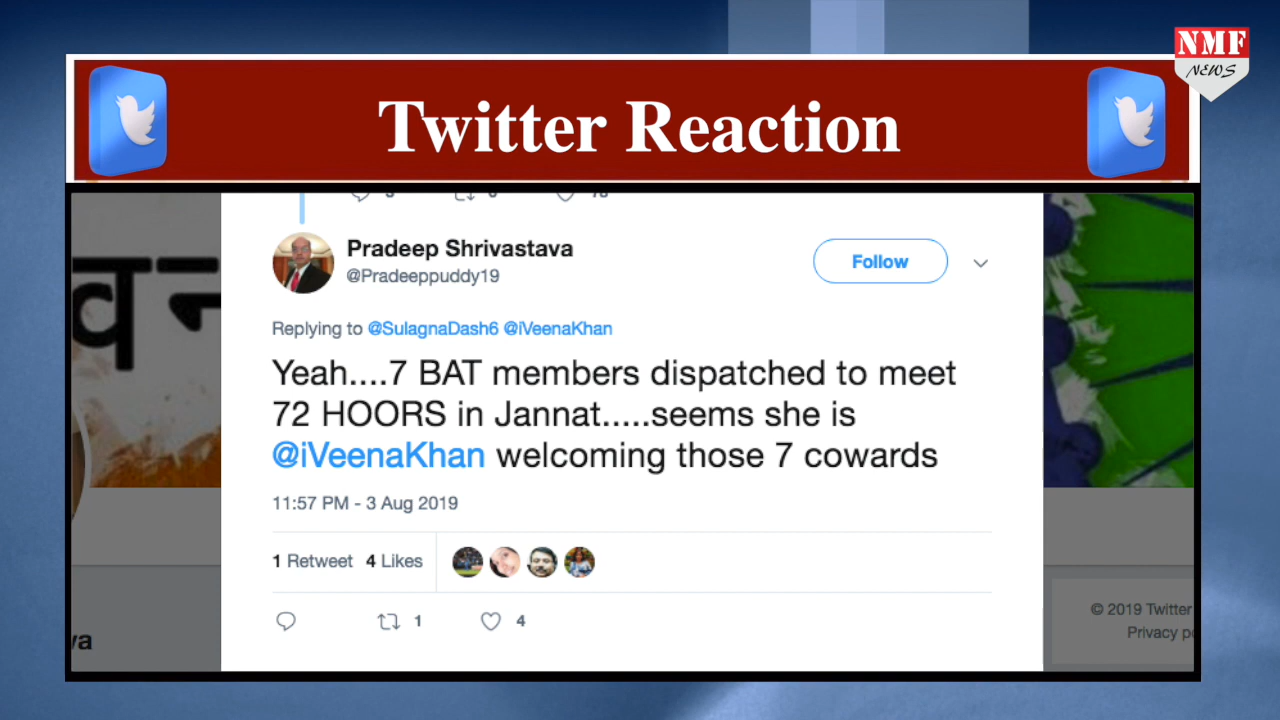 NMF
NEWS
Twitter Reaction
Pradeep Shrivastava
@Pradeeppuddy19
Follow
Replying to @SulagnaDash6 @iVeenaKhan
Yeah....7 BAT members dispatched to meet
72 HOORS in Jannat.....seems she is
@iVeenaKhan welcoming those 7 cowards
11:57 PM - 3 Aug 2019
1 Retweet 4 Likes
1 4
© 2019 Twitter
Privacy
va